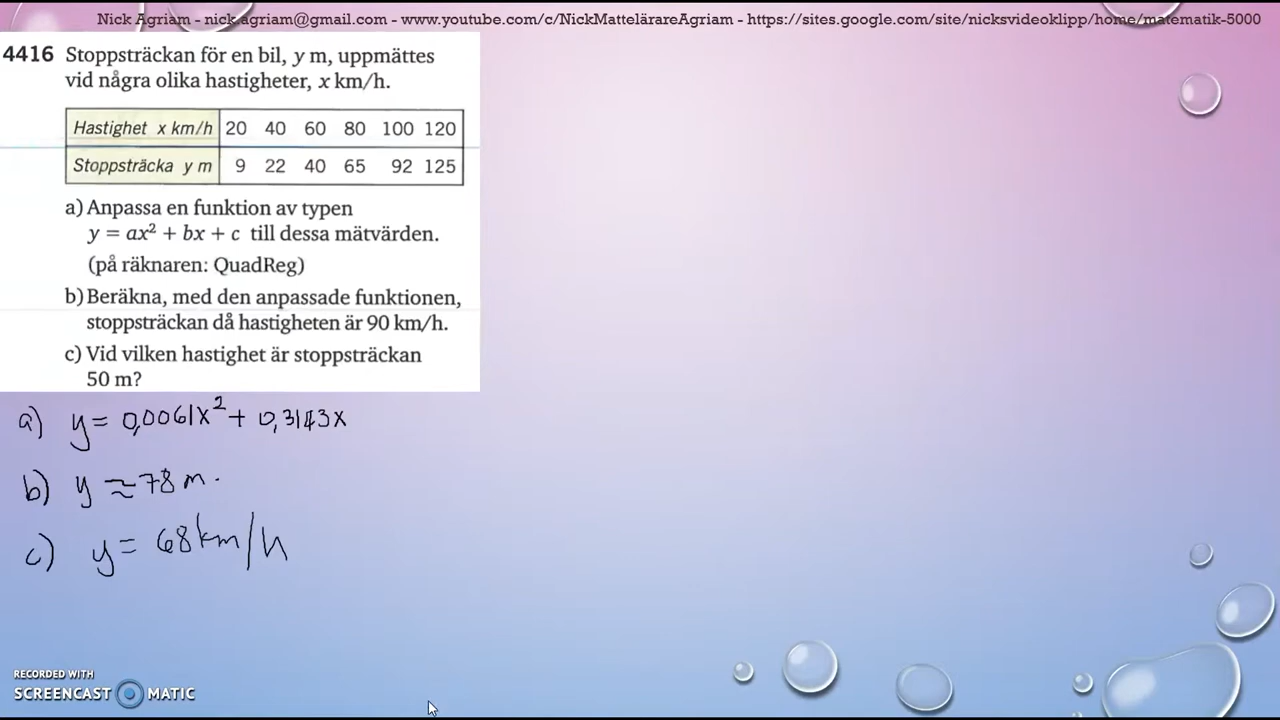 Nick Agriam - nick.agriam@gmail.com - www.youtube.com/c/NickMattelärareAgriam - https://sites.google.com/site/nicksvideoklipp/home/matematik-5000
4416 Stoppsträckan för en bil, y m, uppmättes
vid några olika hastigheter, x km/h.
Hastighet x km/h 20 40 60 80 100 120
Stoppsträcka y m 9 22 40 65 92 125
a) Anpassa en funktion av typen
y = ax² + bx + c till dessa mätvärden.
(på räknaren: QuadReg)
b) Beräkna, med den anpassade funktionen,
stoppsträckan då hastigheten är 90 km/h.
c) Vid vilken hastighet är stoppsträckan
50 m?
a) y = 0,0061x² + 0,3143x
b) y ≈ 78 m.
c) y = 68 km/h
RECORDED WITH
SCREENCAST MATIC